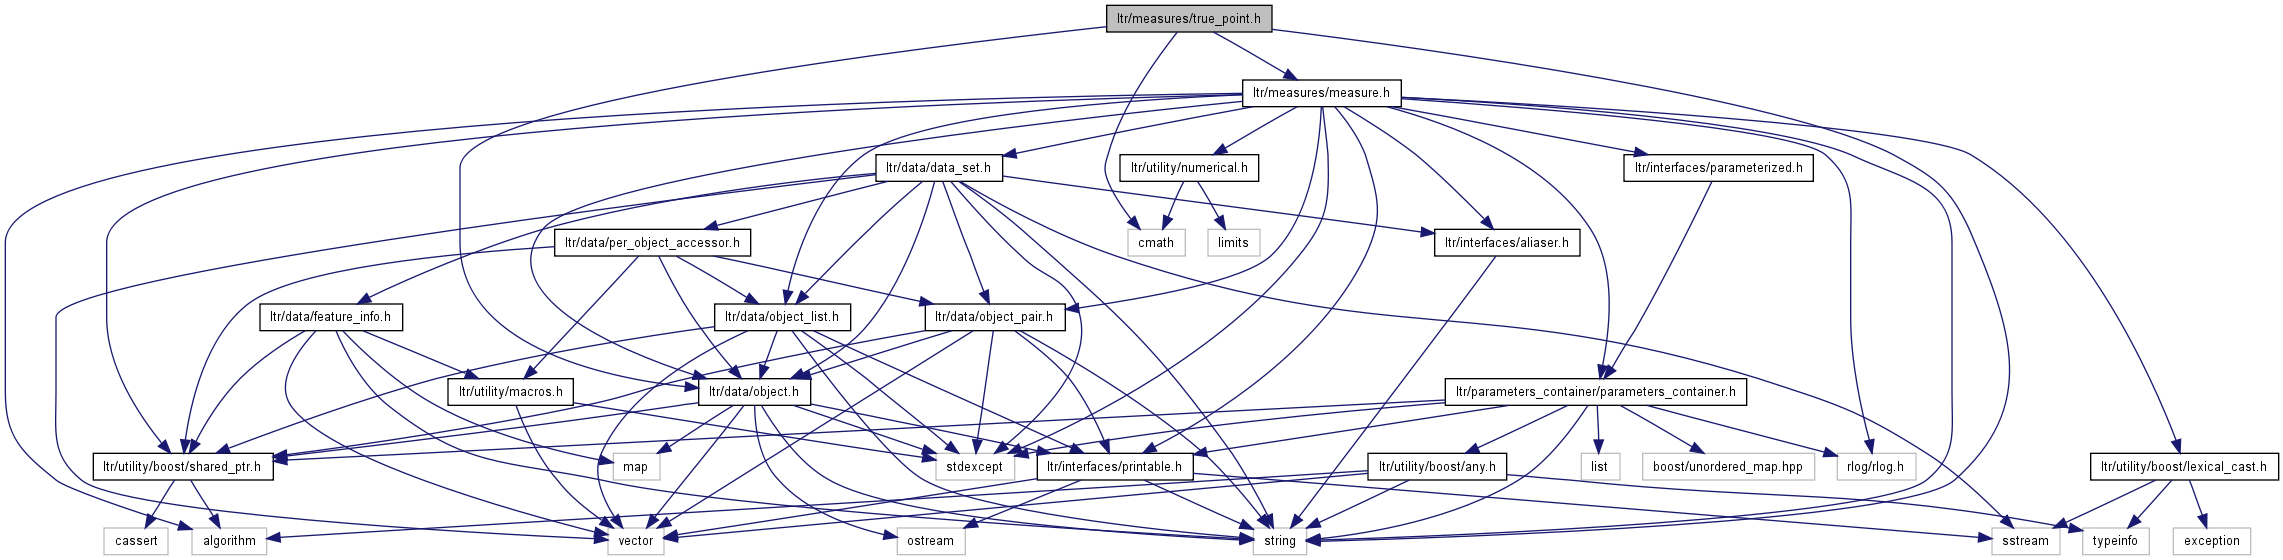 ltr/measures/true_point.h
ltr/measures/measure.h
ltr/data/data_set.h
ltr/utility/numerical.h
ltr/interfaces/parameterized.h
ltr/data/per_object_accessor.h
cmath
limits
ltr/interfaces/aliaser.h
ltr/data/feature_info.h
ltr/data/object_list.h
ltr/data/object_pair.h
ltr/utility/macros.h
ltr/data/object.h
ltr/parameters_container/parameters_container.h
ltr/utility/boost/shared_ptr.h
map
stdexcept
ltr/interfaces/printable.h
ltr/utility/boost/any.h
list
boost/unordered_map.hpp
rlog/rlog.h
ltr/utility/boost/lexical_cast.h
cassert
algorithm
vector
ostream
string
sstream
typeinfo
exception